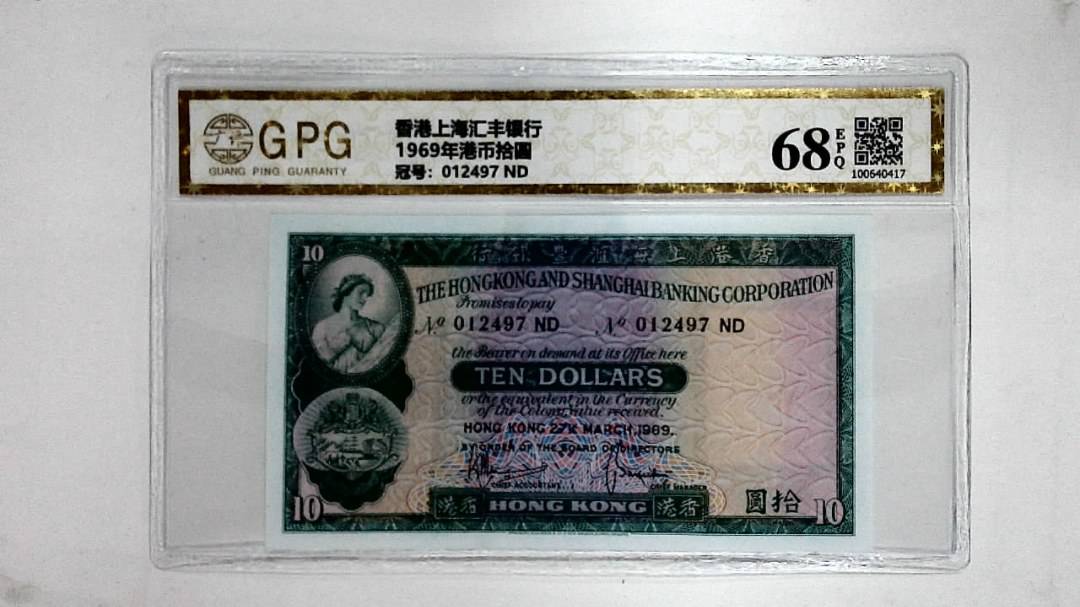 GPG
GUANG PING GUARANTY
香港上海汇丰银行
1969年港币拾圓
冠号：012497 ND
68 EPQ
100640417
10
行銀豐滙海上港香
THE HONGKONG AND SHANGHAI BANKING CORPORATION
Promises to pay
No 012497 ND No 012497 ND
the Bearer on demand at its Office here
TEN DOLLARS
or the equivalent in the Currency
of the Colony, Value received.
HONG KONG MARCH, 1969.
BY ORDER OF THE BOARD OF DIRECTORS
CHIEF ACCOUNTANT CHIEF MANAGER
10 港香 HONG KONG 港香 圓拾 10